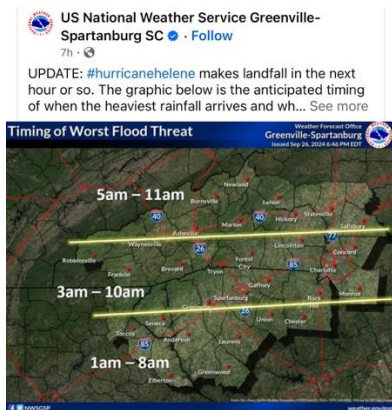 US National Weather Service Greenville-
Spartanburg SC · Follow
7h ·
UPDATE: #hurricanehelene makes landfall in the next
hour or so. The graphic below is the anticipated timing
of when the heaviest rainfall arrives and wh... See more
Timing of Worst Flood Threat
Weather Forecast Office
Greenville-Spartanburg
Issued Sep 26, 2024 6:46 PM EDT
5am – 11am
Newland
Burnsville
Lenoir
Statesville
40
40
Hickory
Marion
Salisbury
Asheville
77
Waynesville
26
Lincolnton
Concord
Robbinsville
Forest
City
85
Brevard
Tryon
Charlotte
Franklin
Gaffney
3am – 10am
Spartanburg
Rock
Monroe
26
Seneca
Union
Chester
Toccoa
85
Anderson
Laurens
1am – 8am
Greenwood
Elberton
NWSGSP